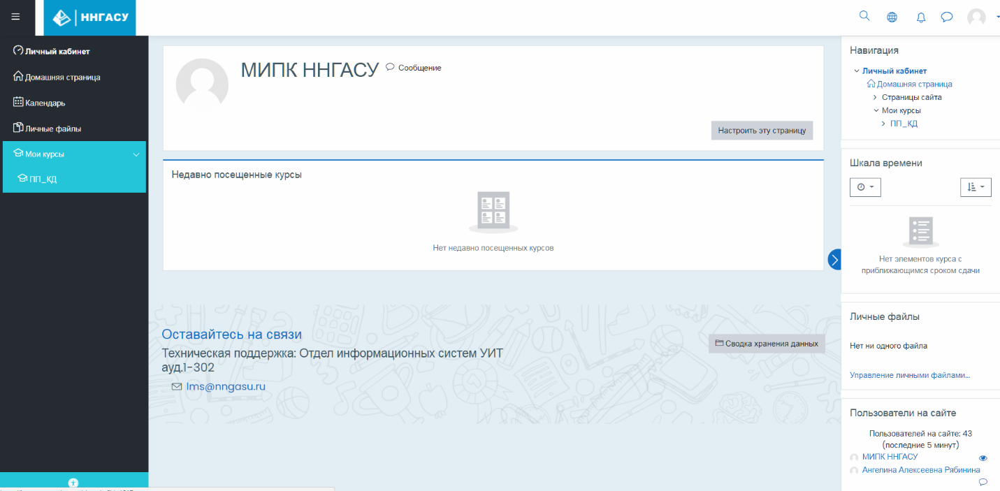 ННГАСУ
Личный кабинет
Домашняя страница
Календарь
Личные файлы
Мои курсы
ПП_КД
МИПК ННГАСУ
Сообщение
Настроить эту страницу
Недавно посещенные курсы
Нет недавно посещенных курсов
Оставайтесь на связи
Техническая поддержка: Отдел информационных систем УИТ
ауд.1-302
lms@nngasu.ru
Сводка хранения данных
Навигация
Личный кабинет
Домашняя страница
Страницы сайта
Мои курсы
ПП_КД
Шкала времени
Нет элементов курса с
приближающимся сроком сдачи
Личные файлы
Нет ни одного файла
Управление личными файлами...
Пользователи на сайте
Пользователей на сайте: 43
(последние 5 минут)
МИПК ННГАСУ
Ангелина Алексеевна Рябинина